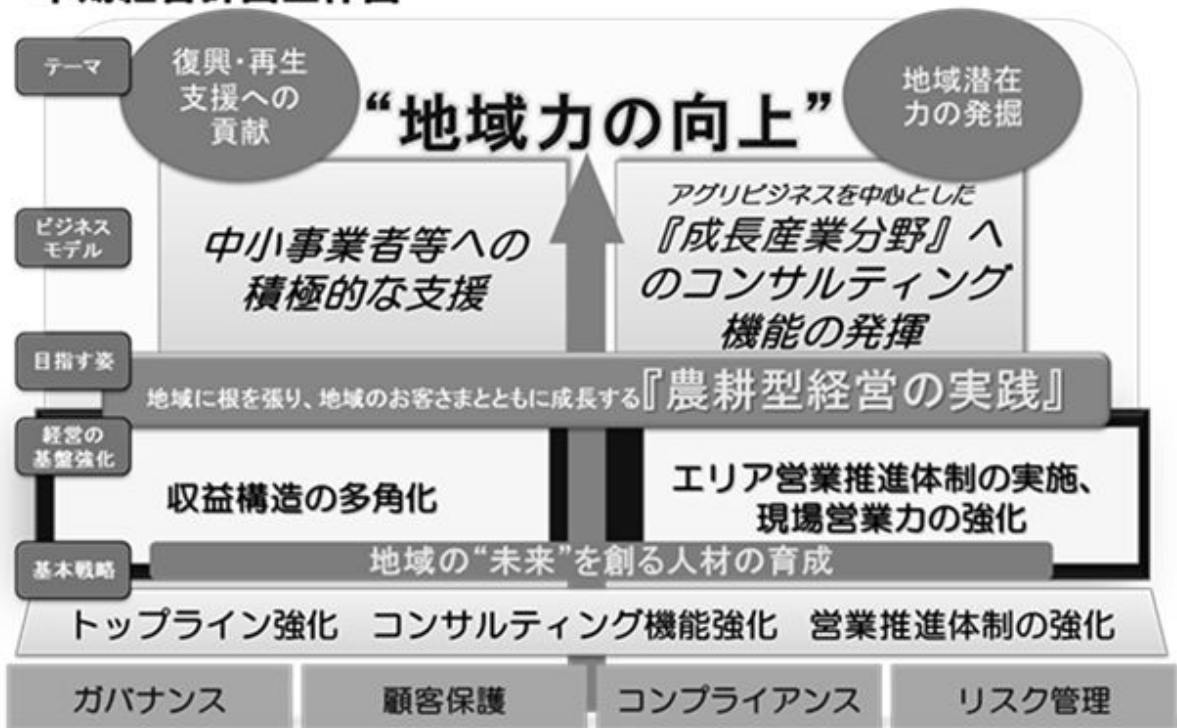 テーマ
復興・再生
支援への
貢献
“地域力の向上”
地域潜在
力の発掘
ビジネス
モデル
中小事業者等への
積極的な支援
アグリビジネスを中心とした
『成長産業分野』へ
のコンサルティング
機能の発揮
目指す姿
地域に根を張り、地域のお客さまとともに成長する『農耕型経営の実践』
経営の
基盤強化
収益構造の多角化
エリア営業推進体制の実施、
現場営業力の強化
基本戦略
地域の“未来”を創る人材の育成
トップライン強化 コンサルティング機能強化 営業推進体制の強化
ガバナンス
顧客保護
コンプライアンス
リスク管理